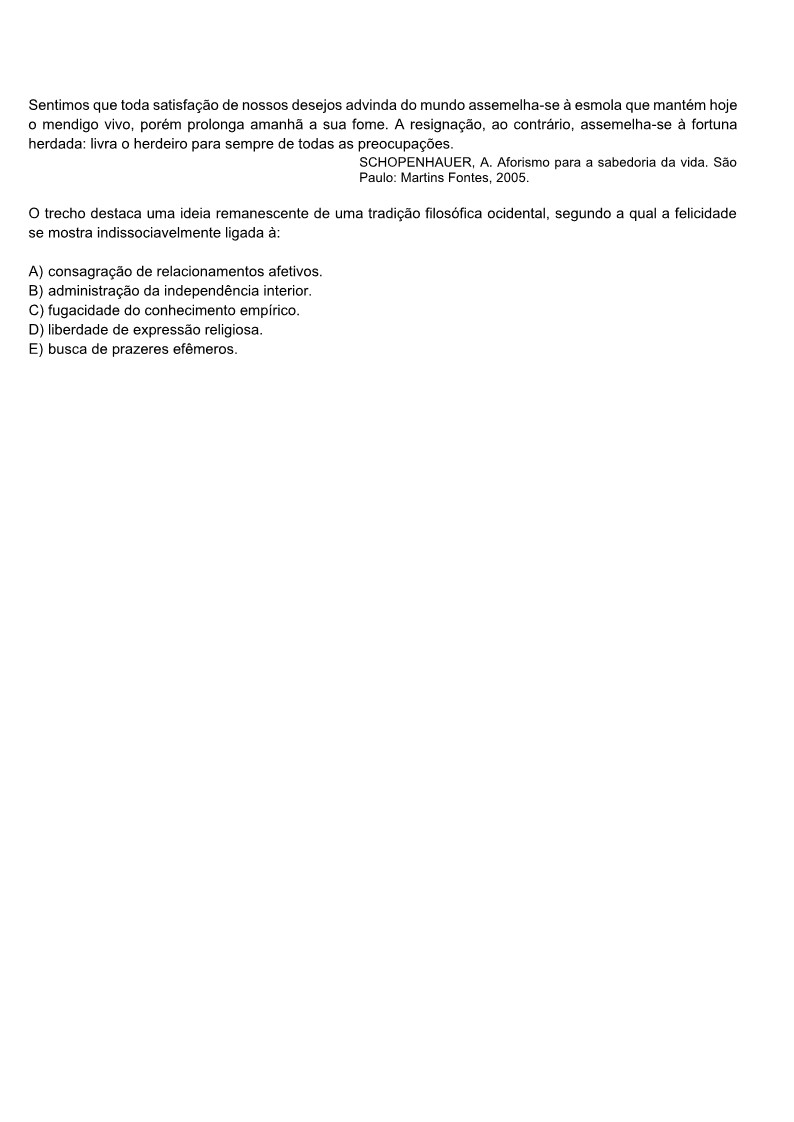 Sentimos que toda satisfação de nossos desejos advinda do mundo assemelha-se à esmola que mantém hoje
o mendigo vivo, porém prolonga amanhã a sua fome. A resignação, ao contrário, assemelha-se à fortuna
herdada: livra o herdeiro para sempre de todas as preocupações.
SCHOPENHAUER, A. Aforismo para a sabedoria da vida. São
Paulo: Martins Fontes, 2005.
O trecho destaca uma ideia remanescente de uma tradição filosófica ocidental, segundo a qual a felicidade
se mostra indissociavelmente ligada à:
A) consagração de relacionamentos afetivos.
B) administração da independência interior.
C) fugacidade do conhecimento empírico.
D) liberdade de expressão religiosa.
E) busca de prazeres efêmeros.